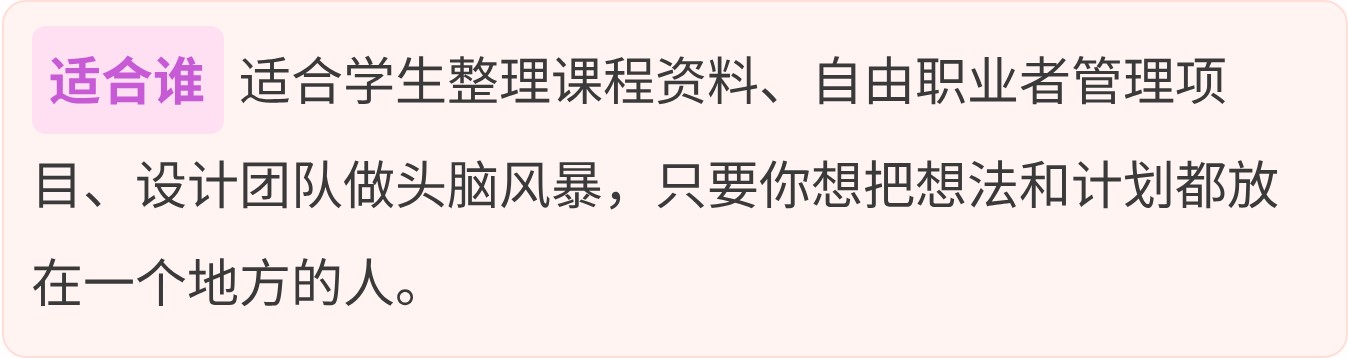 适合谁 适合学生整理课程资料、自由职业者管理项
目、设计团队做头脑风暴，只要你想把想法和计划都放
在一个地方的人。